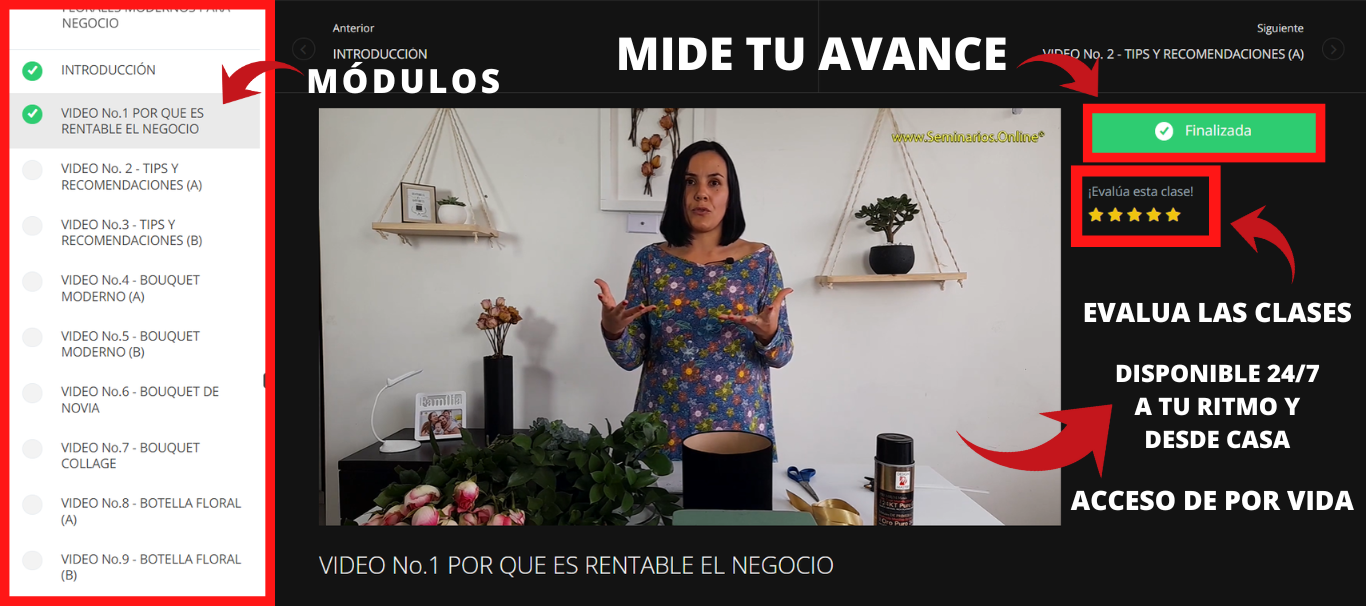 FLORALES MODERNOS PARA
NEGOCIO
INTRODUCCIÓN
VIDEO No.1 POR QUE ES
RENTABLE EL NEGOCIO
VIDEO No. 2 - TIPS Y
RECOMENDACIONES (A)
VIDEO No.3 - TIPS Y
RECOMENDACIONES (B)
VIDEO No.4 - BOUQUET
MODERNO (A)
VIDEO No.5 - BOUQUET
MODERNO (B)
VIDEO No.6 - BOUQUET DE
NOVIA
VIDEO No.7 - BOUQUET
COLLAGE
VIDEO No.8 - BOTELLA FLORAL
(A)
VIDEO No.9 - BOTELLA FLORAL
(B)
Anterior
INTRODUCCIÓN
MÓDULOS
MIDE TU AVANCE
Siguiente
VIDEO No. 2 - TIPS Y RECOMENDACIONES (A)
www.Seminarios.Online®
Familia
Finalizada
¡Evalúa esta clase!
EVALUA LAS CLASES
DISPONIBLE 24/7
A TU RITMO Y
DESDE CASA
ACCESO DE POR VIDA
VIDEO No.1 POR QUE ES RENTABLE EL NEGOCIO